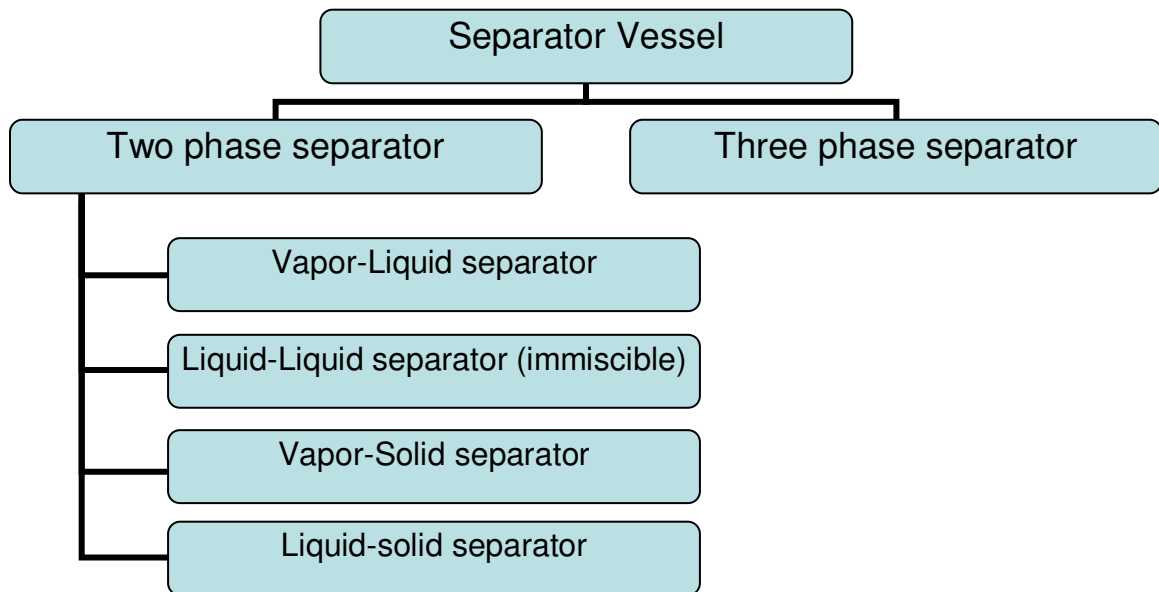 Separator Vessel
Two phase separator
Three phase separator
Vapor-Liquid separator
Liquid-Liquid separator (immiscible)
Vapor-Solid separator
Liquid-solid separator